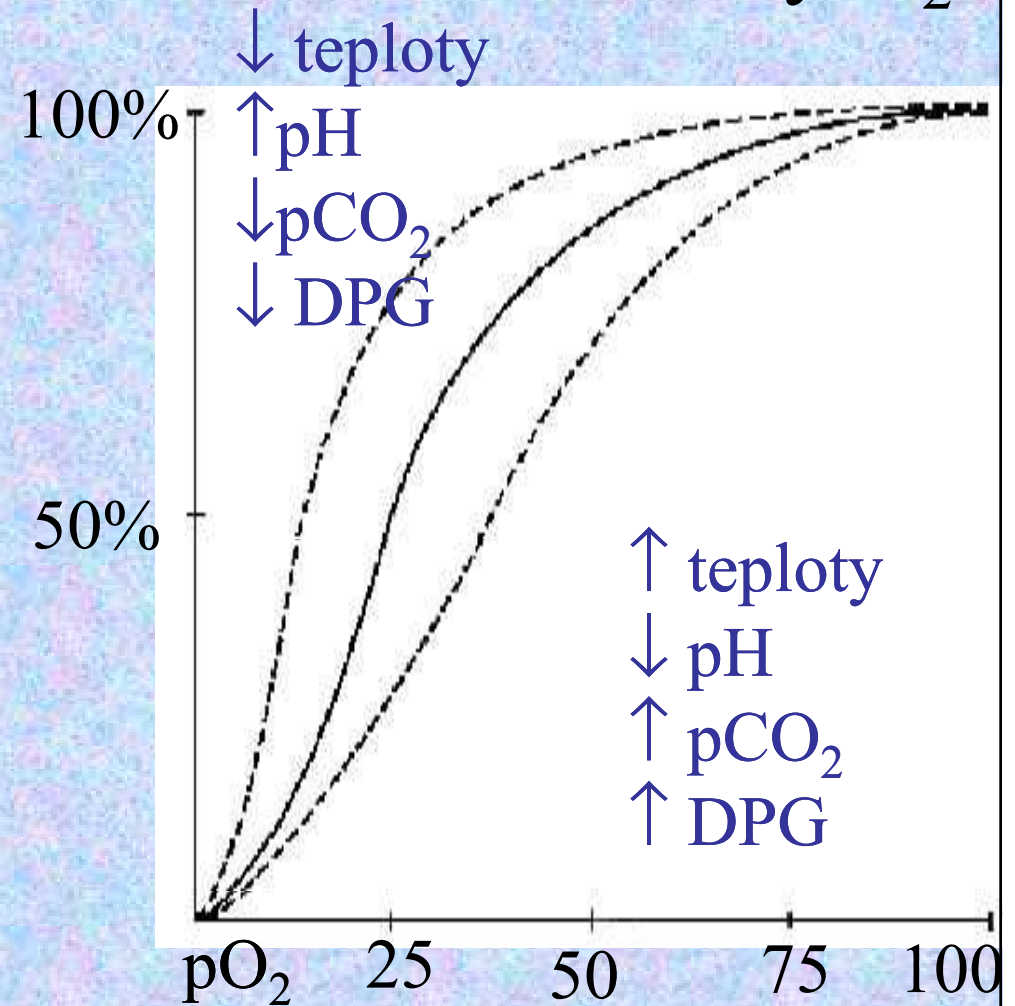 ↓ teploty
100%
↑pH
↓pCO₂
↓ DPG
50%
↑ teploty
↓ pH
↑ pCO₂
↑ DPG
pO₂ 25 50 75 100